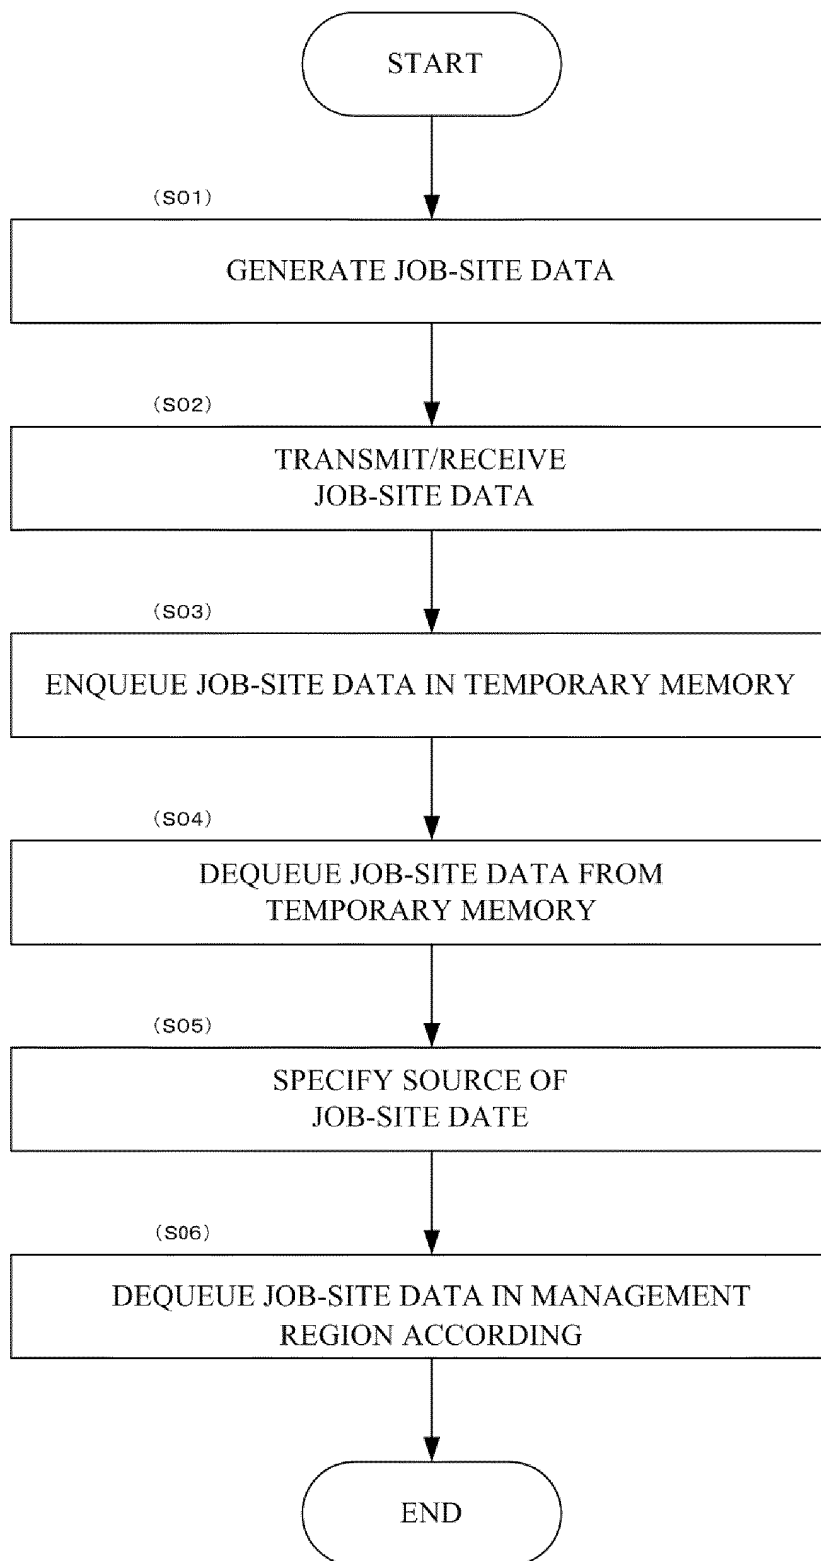 START
(S01)
GENERATE JOB-SITE DATA
(S02)
TRANSMIT/RECEIVE
JOB-SITE DATA
(S03)
ENQUEUE JOB-SITE DATA IN TEMPORARY MEMORY
(S04)
DEQUEUE JOB-SITE DATA FROM
TEMPORARY MEMORY
(S05)
SPECIFY SOURCE OF
JOB-SITE DATE
(S06)
DEQUEUE JOB-SITE DATA IN MANAGEMENT
REGION ACCORDING
END